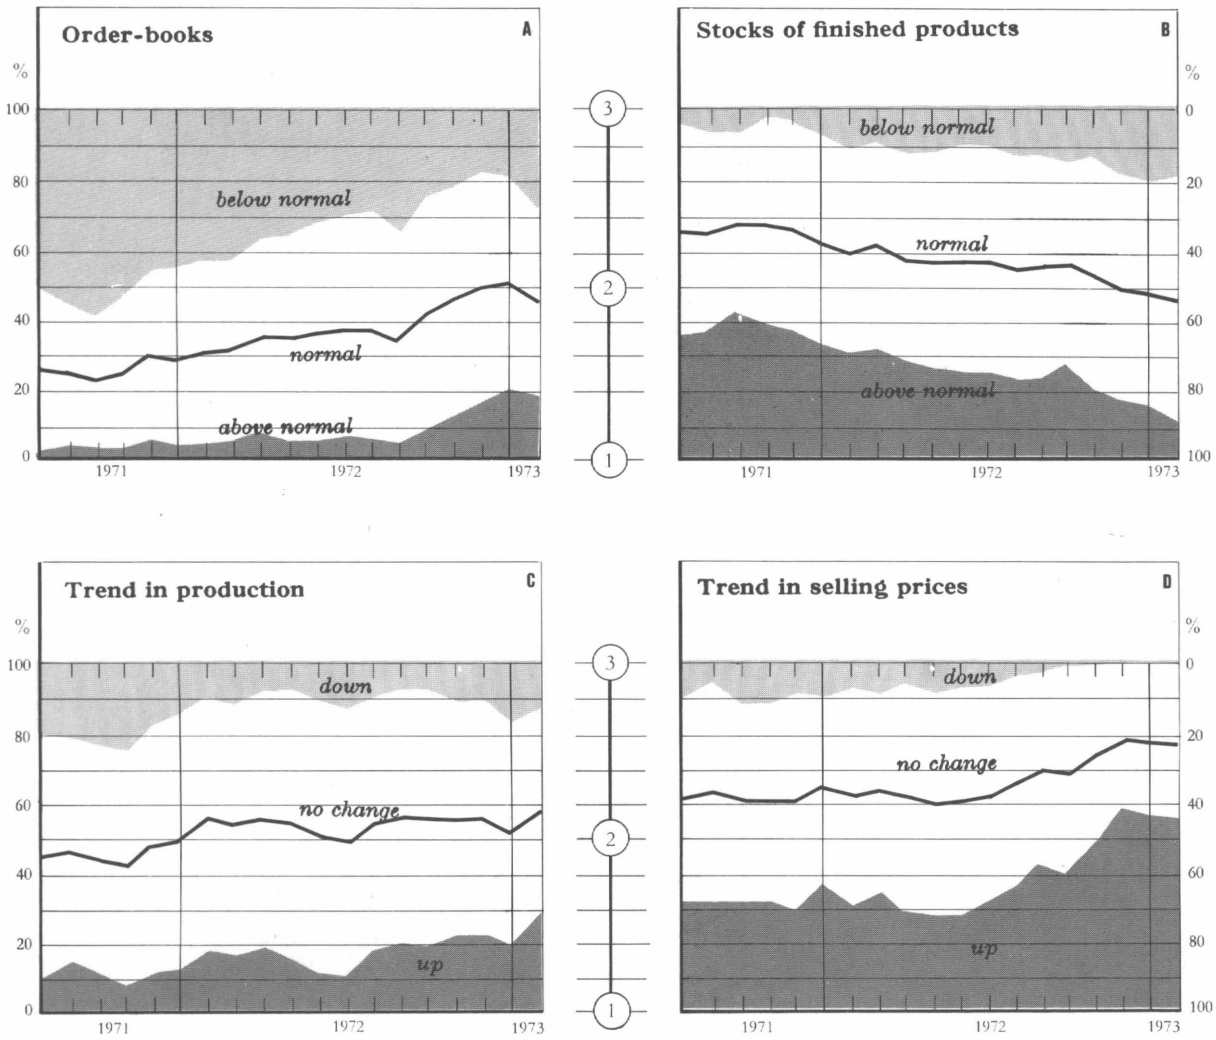 Order-books A
%
100
80
60
40
20
0
below normal
normal
above normal
1971 1972 1973
3
2
1
Stocks of finished products B
%
0
20
40
60
80
100
below normal
normal
above normal
1971 1972 1973
Trend in production C
%
100
80
60
40
20
0
down
no change
up
1971 1972 1973
3
2
1
Trend in selling prices D
%
0
20
40
60
80
100
down
no change
up
1971 1972 1973